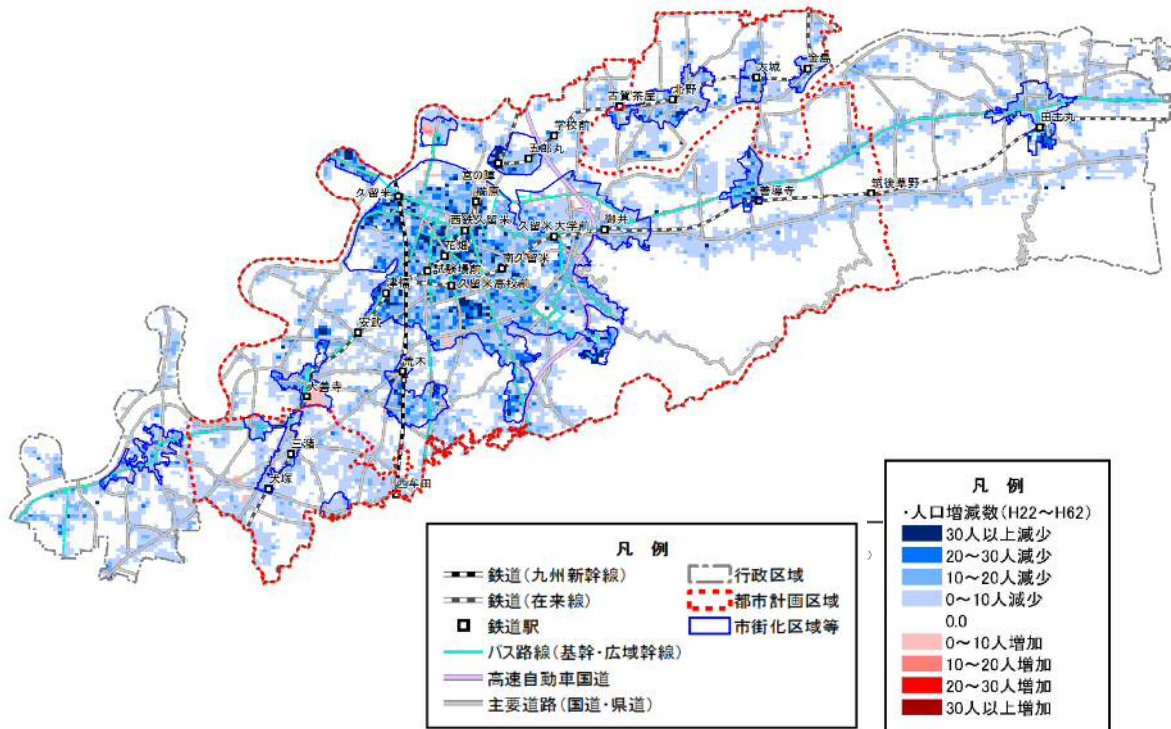 金島
大城
北野
古賀茶屋
学校前
五郎丸
宮の陣
櫛原
久留米
西鉄久留米
久留米大学前
御井
善導寺
筑後草野
田主丸
花畑
試験場前
南久留米
久留米高校前
津福
安武
荒木
大善寺
三潴
犬塚
西牟田
凡 例
鉄道(九州新幹線)
鉄道(在来線)
鉄道駅
バス路線(基幹・広域幹線)
高速自動車国道
主要道路(国道・県道)
行政区域
都市計画区域
市街化区域等
凡 例
・人口増減数(H22~H62)
30人以上減少
20~30人減少
10~20人減少
0~10人減少
0.0
0~10人増加
10~20人増加
20~30人増加
30人以上増加